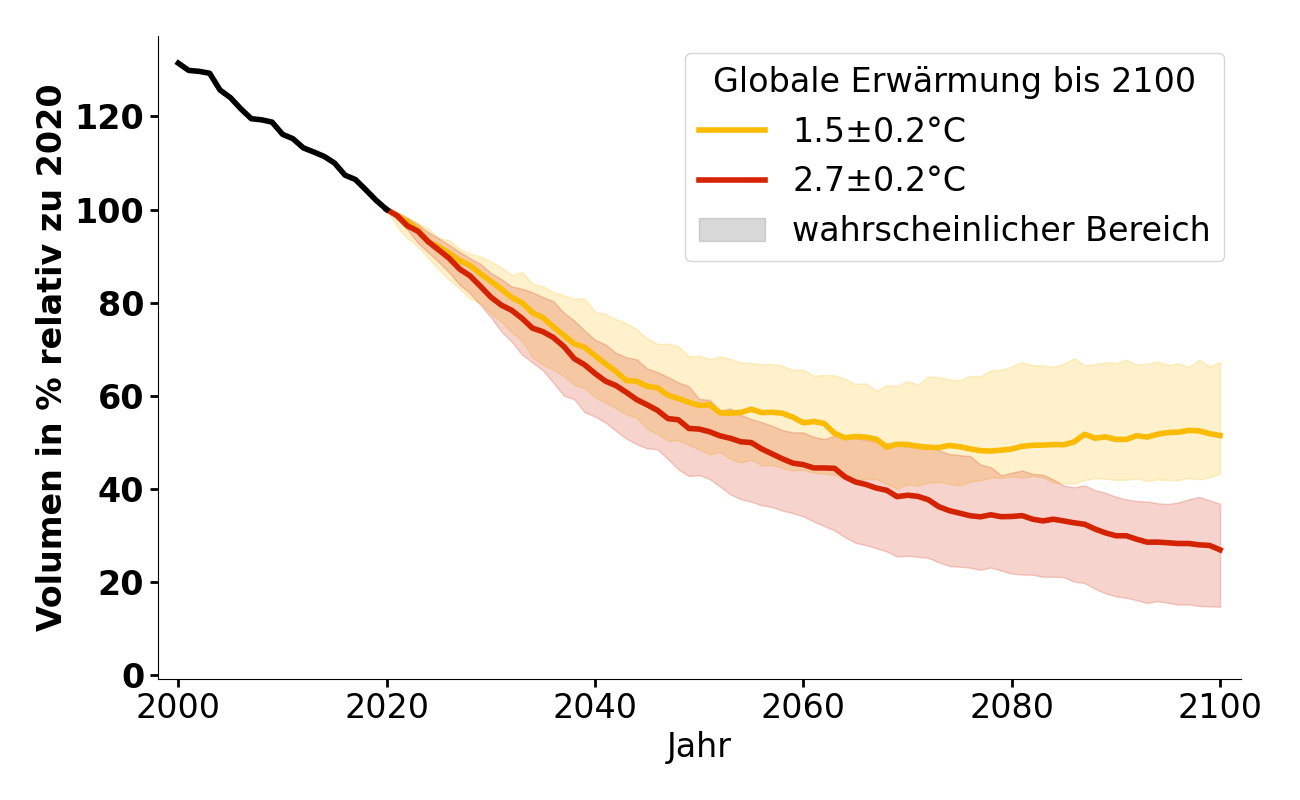 Globale Erwärmung bis 2100
1.5±0.2°C
2.7±0.2°C
wahrscheinlicher Bereich
Volumen in % relativ zu 2020
120
100
80
60
40
20
0
2000 2020 2040 2060 2080 2100
Jahr